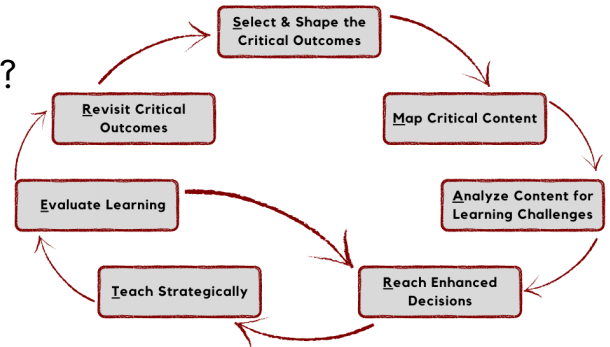 ?
Select & Shape the
Critical Outcomes
Map Critical Content
Analyze Content for
Learning Challenges
Reach Enhanced
Decisions
Teach Strategically
Evaluate Learning
Revisit Critical
Outcomes